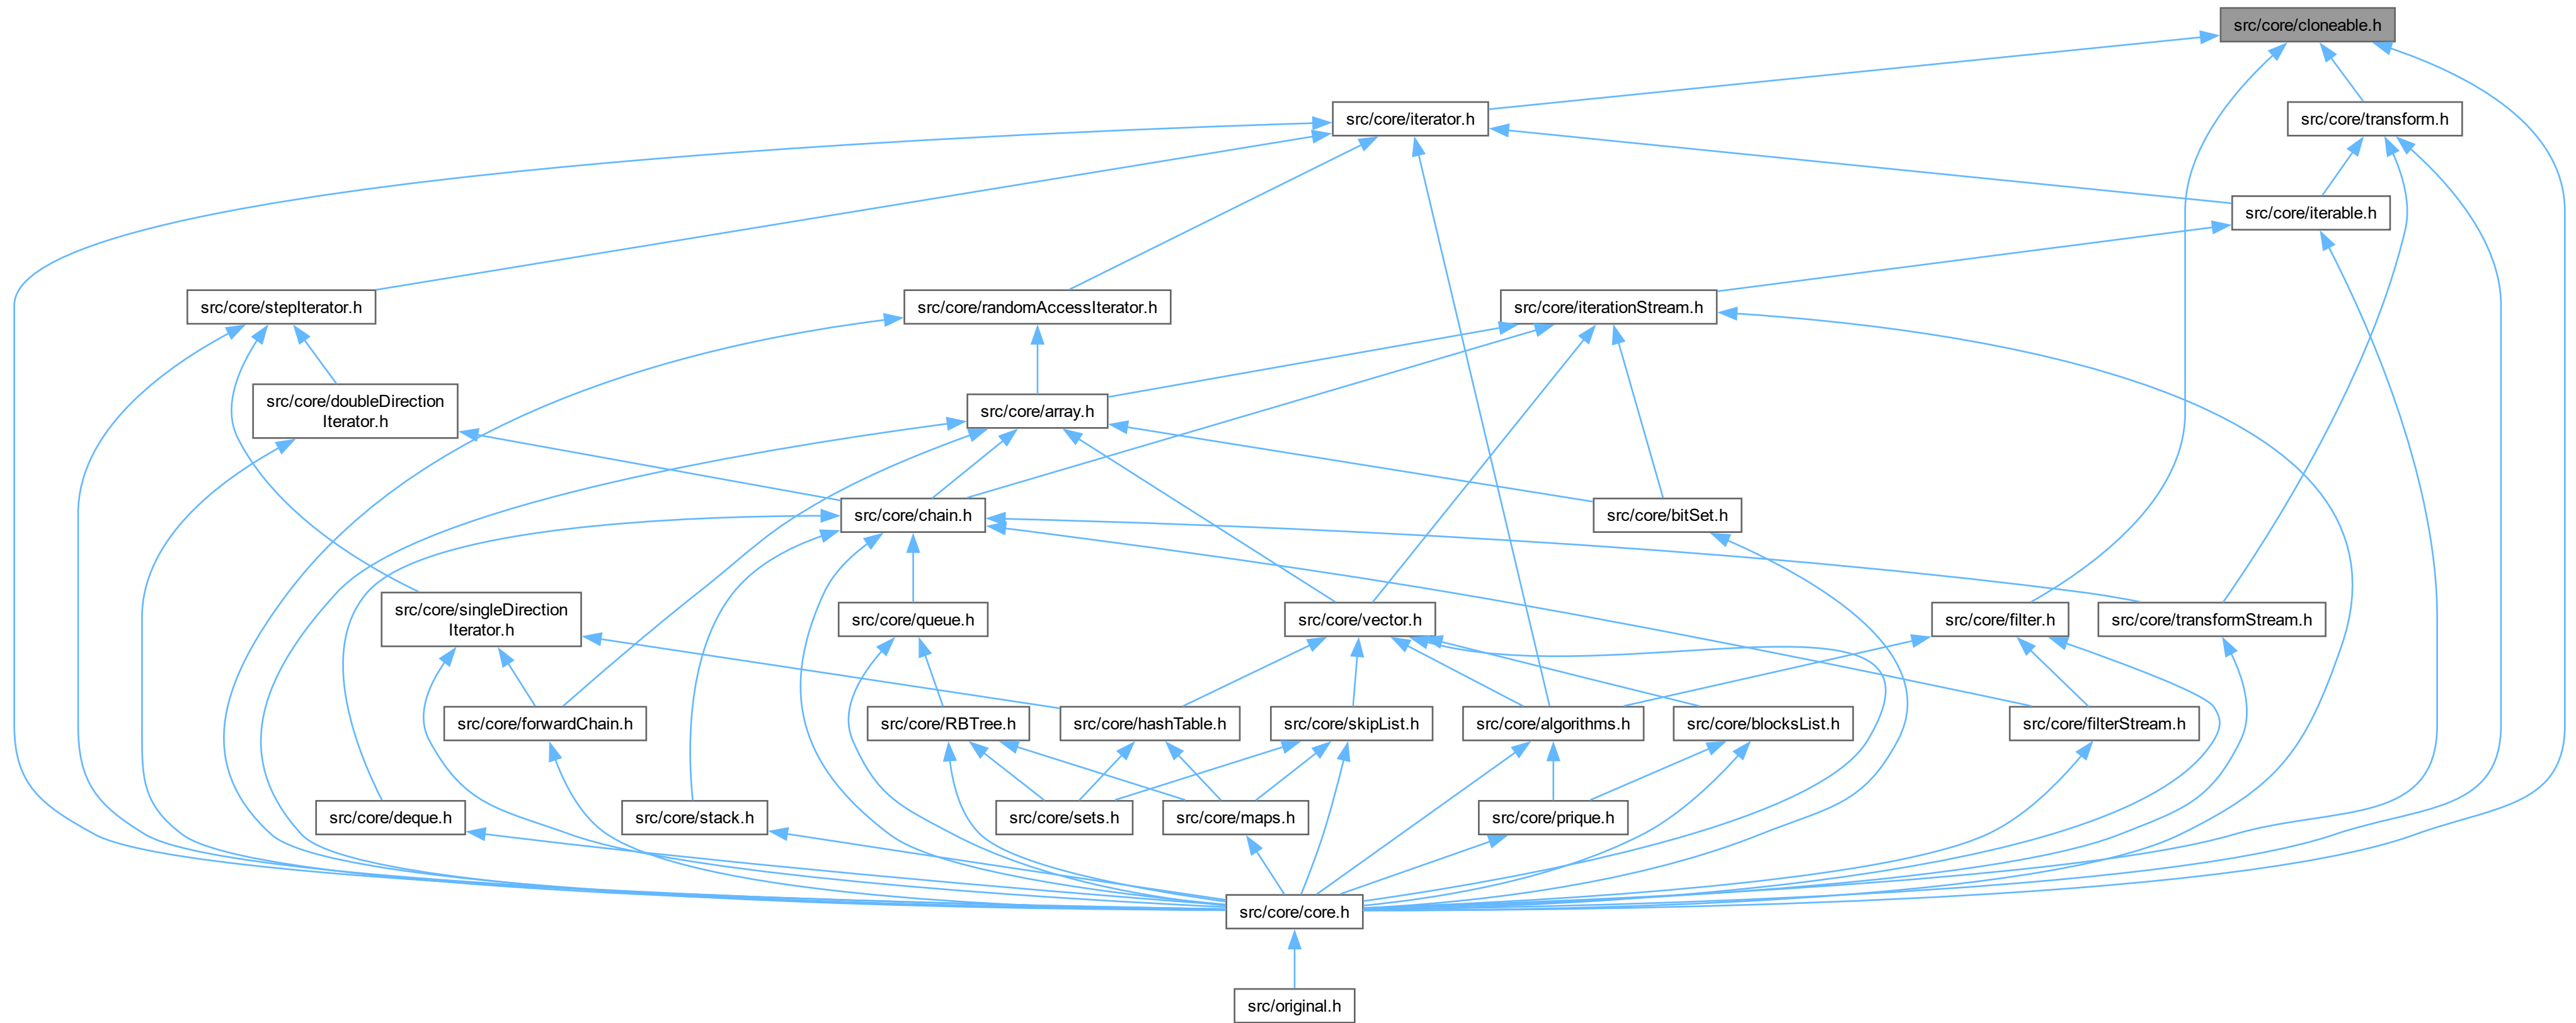 src/core/cloneable.h
src/core/iterator.h
src/core/transform.h
src/core/iterable.h
src/core/stepIterator.h
src/core/randomAccessIterator.h
src/core/iterationStream.h
src/core/doubleDirection
Iterator.h
src/core/array.h
src/core/chain.h
src/core/bitSet.h
src/core/singleDirection
Iterator.h
src/core/queue.h
src/core/vector.h
src/core/filter.h
src/core/transformStream.h
src/core/forwardChain.h
src/core/RBTree.h
src/core/hashTable.h
src/core/skipList.h
src/core/algorithms.h
src/core/blocksList.h
src/core/filterStream.h
src/core/deque.h
src/core/stack.h
src/core/sets.h
src/core/maps.h
src/core/prique.h
src/core/core.h
src/original.h